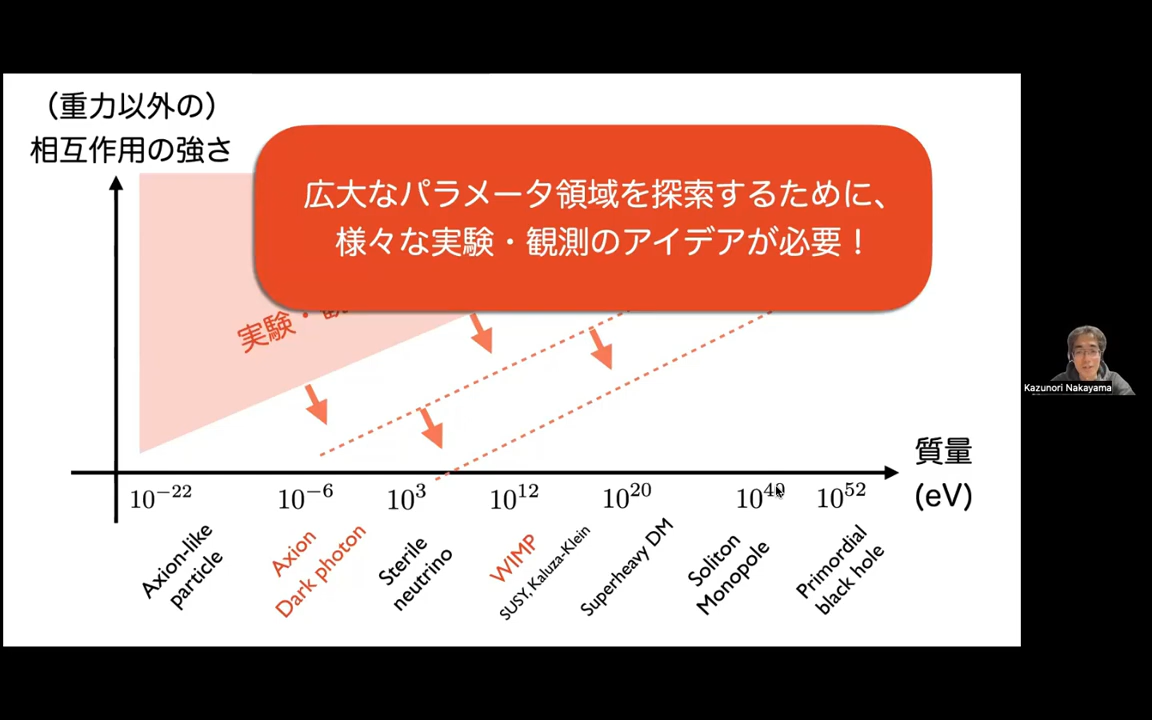 （重力以外の）
相互作用の強さ
広大なパラメータ領域を探索するために、
様々な実験・観測のアイデアが必要！
実験・
質量
(eV)
10^{-22}
10^{-6}
10^{3}
10^{12}
10^{20}
10^{40}
10^{52}
Axion-like
particle
Axion
Dark photon
Sterile
neutrino
WIMP
SUSY, Kaluza-Klein
Superheavy DM
Soliton
Monopole
Primordial
black hole
Kazunori Nakayama